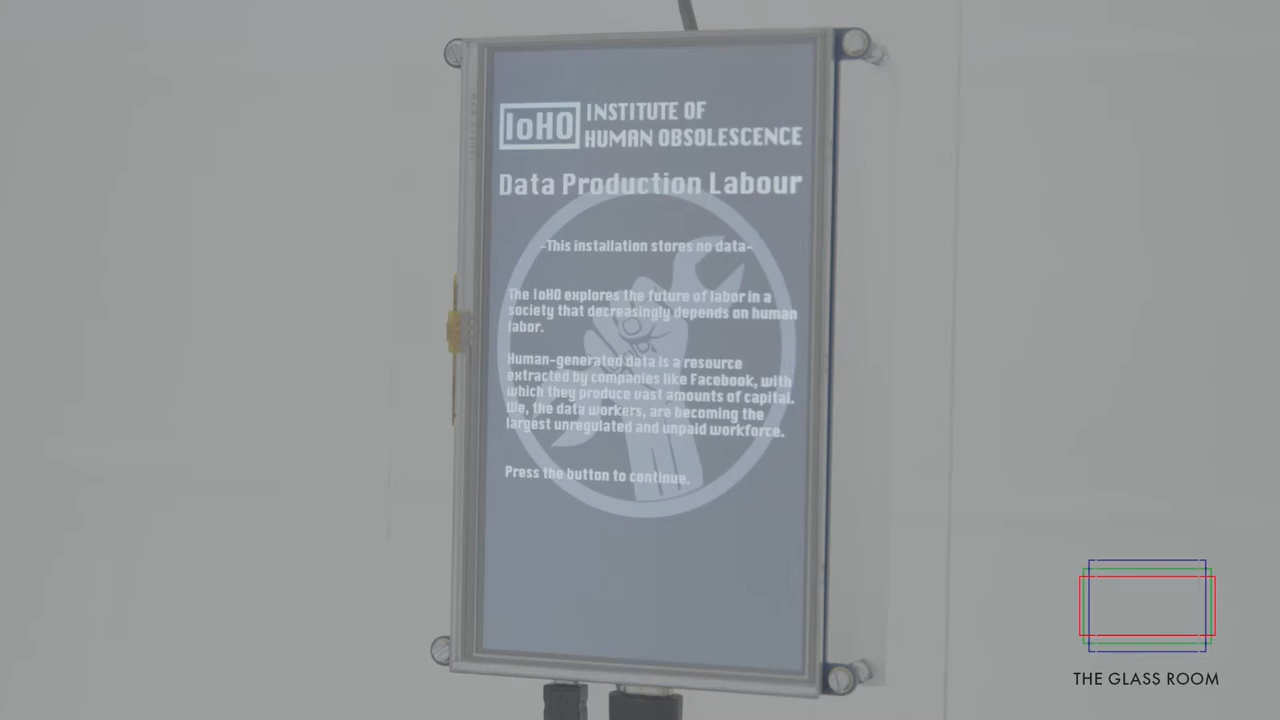 IoHO
INSTITUTE OF
HUMAN OBSOLESCENCE
Data Production Labour
-This installation stores no data-
The IoHO explores the future of labor in a
society that decreasingly depends on human
labor.
Human-generated data is a resource
extracted by companies like Facebook, with
which they produce vast amounts of capital.
We, the data workers, are becoming the
largest unregulated and unpaid workforce.
Press the button to continue.
THE GLASS ROOM